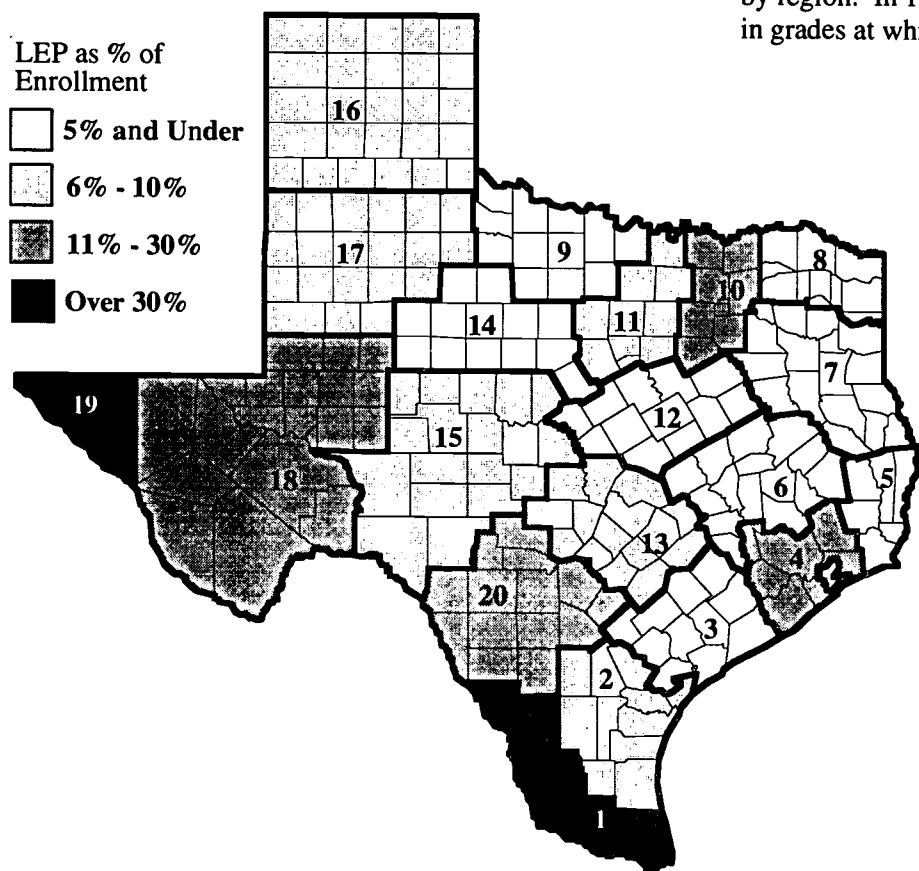 by region. In
in grades at
LEP as % of
Enrollment
5% and Under
6% - 10%
11% - 30%
Over 30%
16
17
9
8
10
14
11
7
19
12
15
18
6
5
13
4
20
3
2
1